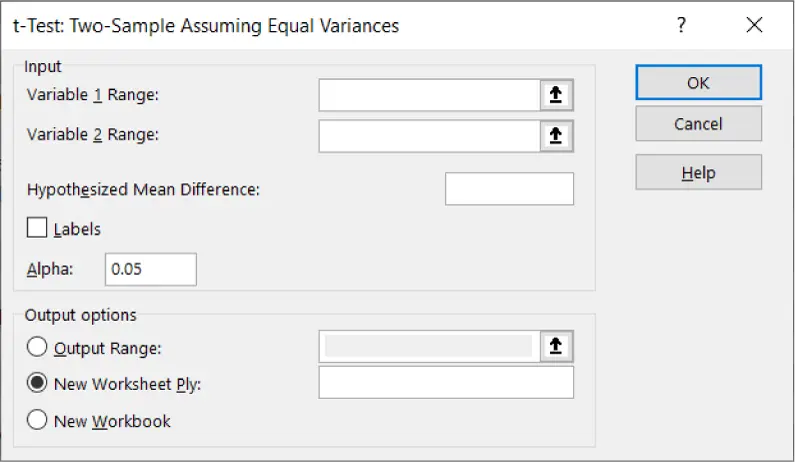 t-Test: Two-Sample Assuming Equal Variances ?
Input
Variable 1 Range:
Variable 2 Range:
Hypothesized Mean Difference:
Labels
Alpha: 0.05
OK
Cancel
Help
Output options
Output Range:
New Worksheet Ply:
New Workbook